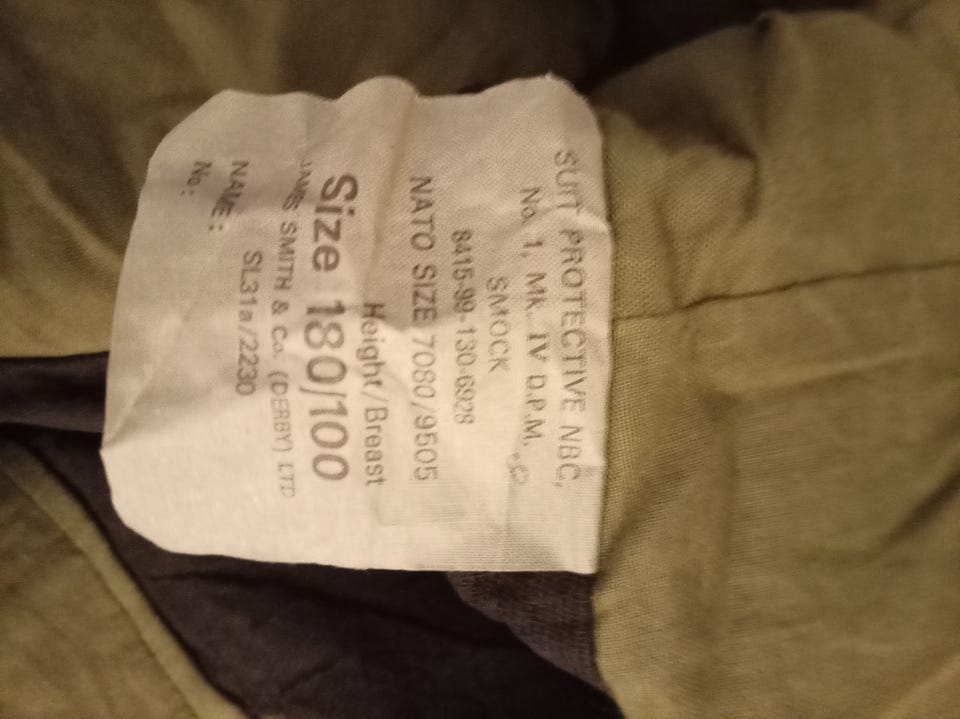 SUIT PROTECTIVE NBC,
No. 1, Mk. IV D.P.M.
SMOCK
8415-99-130-6928
NATO SIZE 7080/9505
Height/Breast
Size 180/100
JAMES SMITH & Co. (DERBY) LTD
SL31a/2230
NAME:
No: